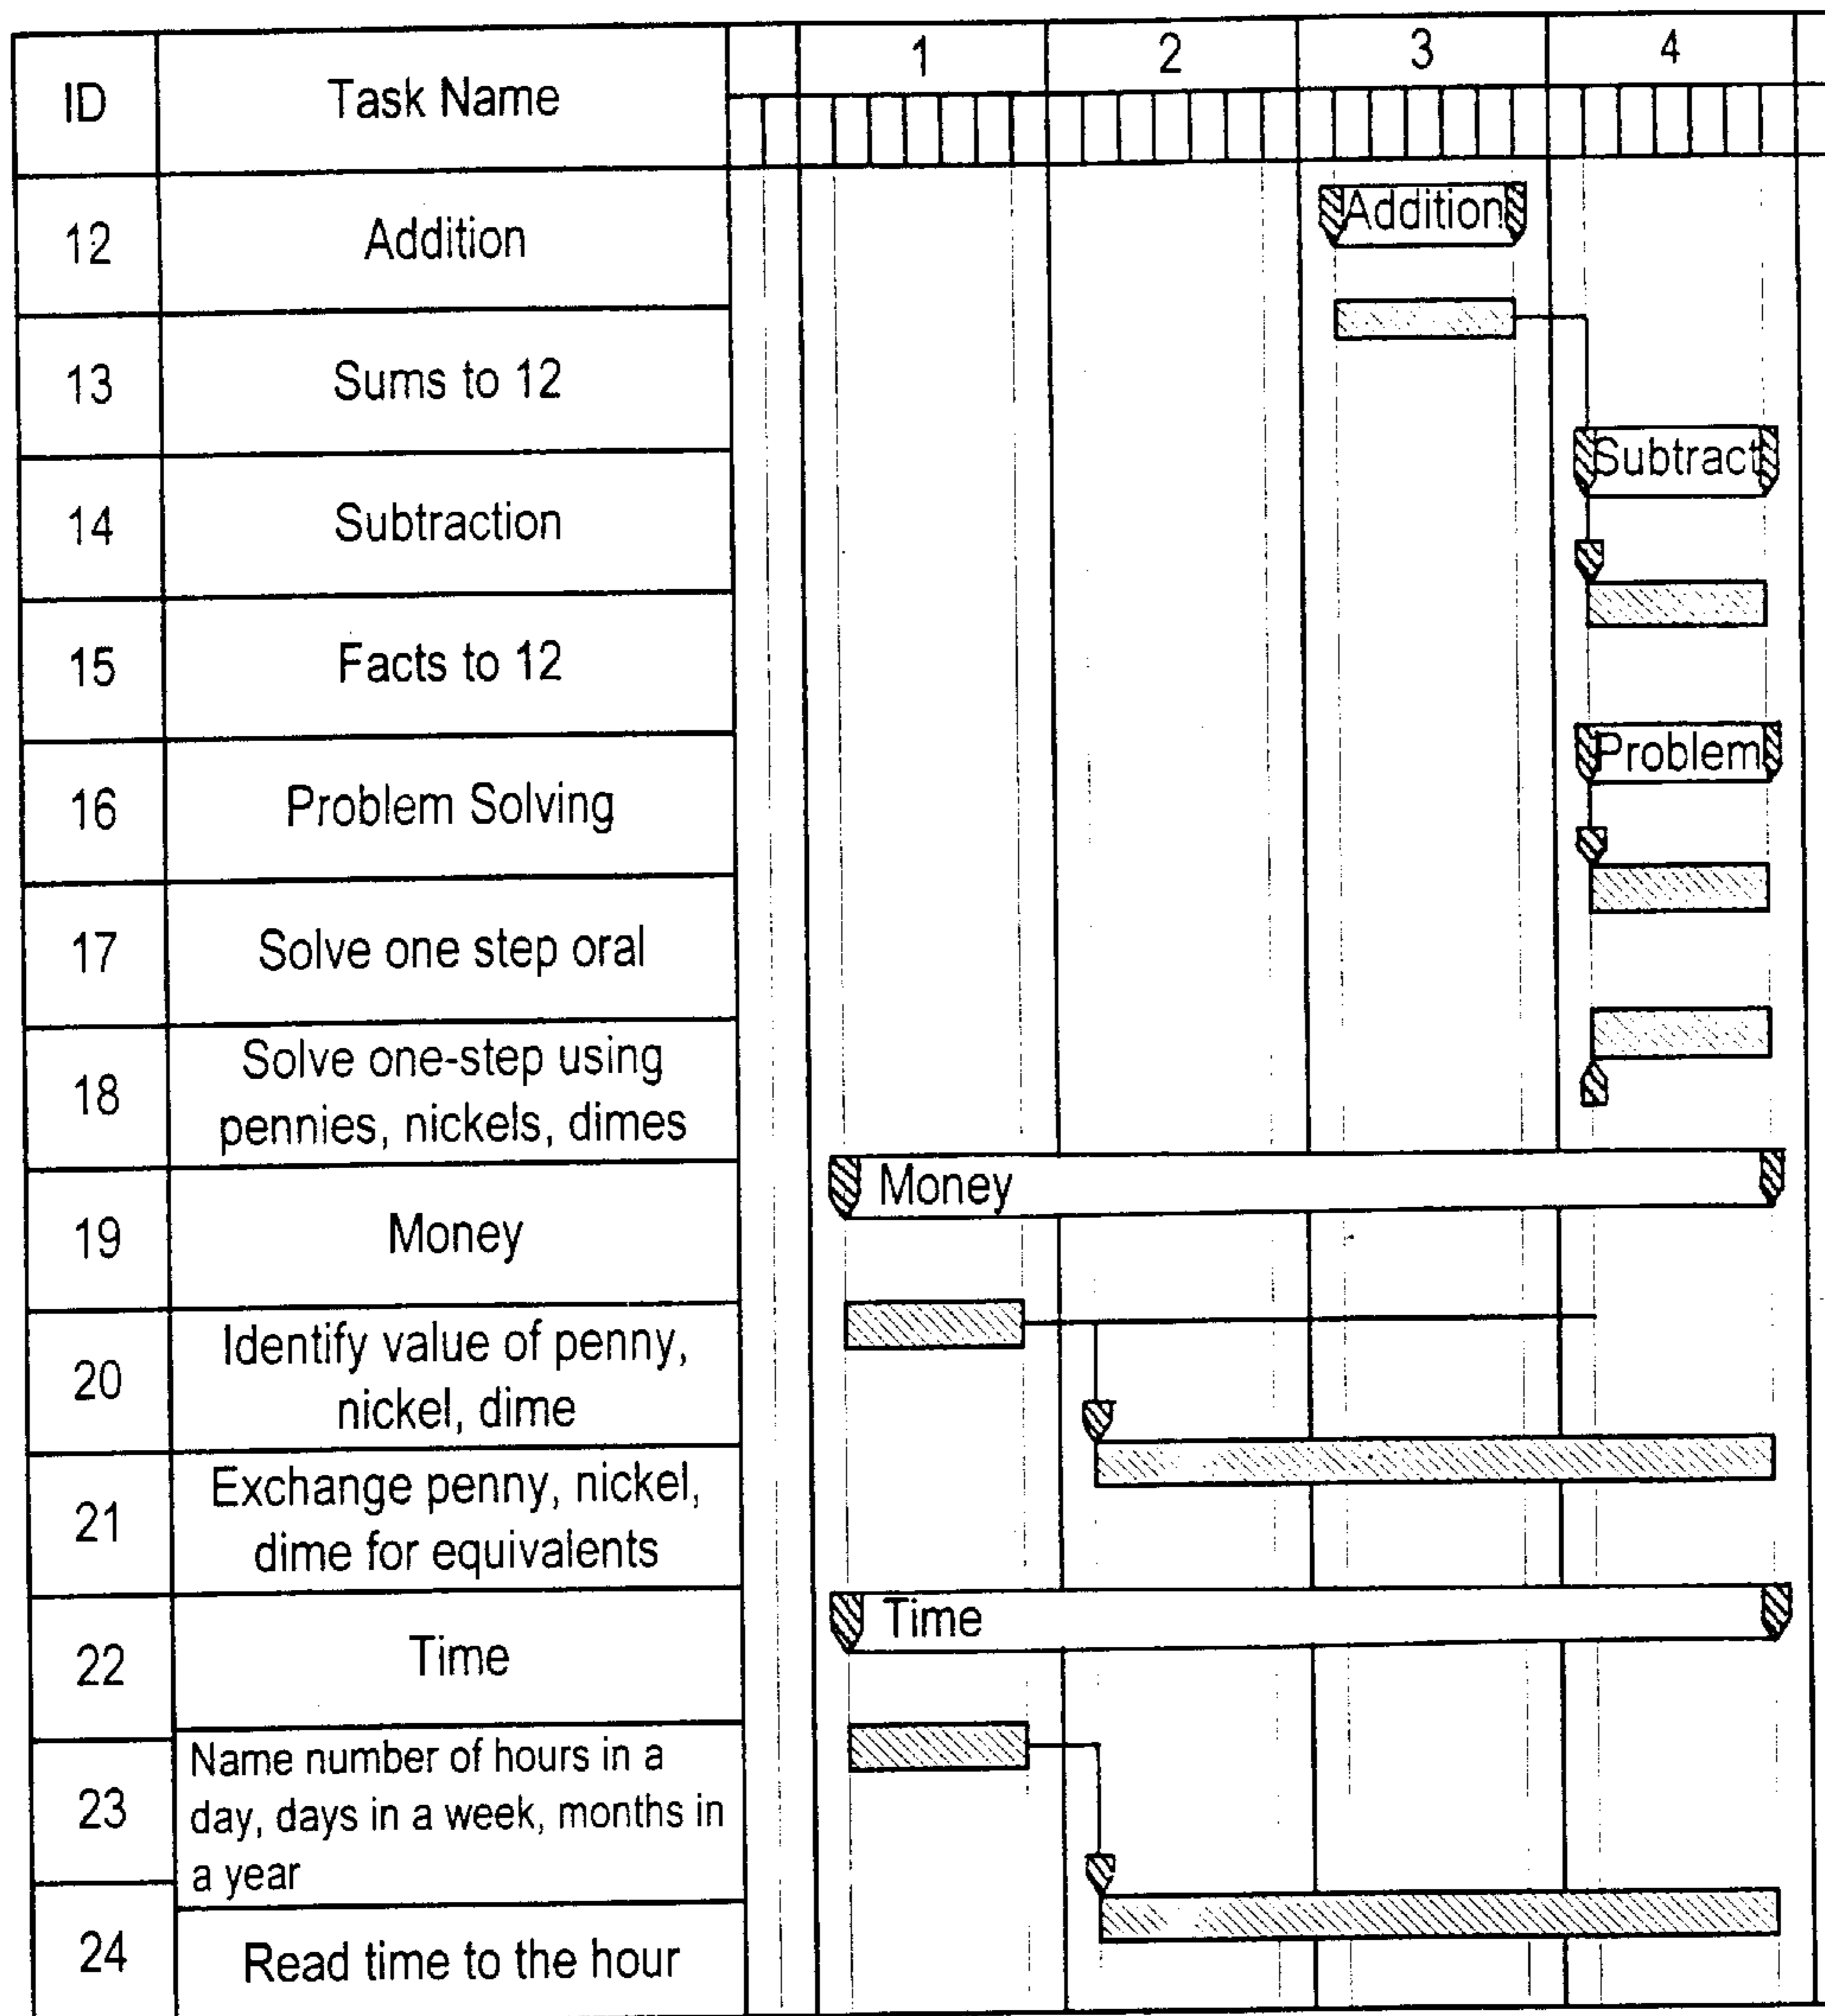 ID Task Name 1 2 3 4
12 Addition Addition
13 Sums to 12
14 Subtraction Subtract
15 Facts to 12
16 Problem Solving Problem
17 Solve one step oral
18 Solve one-step using
pennies, nickels, dimes
19 Money Money
20 Identify value of penny,
nickel, dime
21 Exchange penny, nickel,
dime for equivalents
22 Time Time
23 Name number of hours in a
day, days in a week, months in
a year
24 Read time to the hour